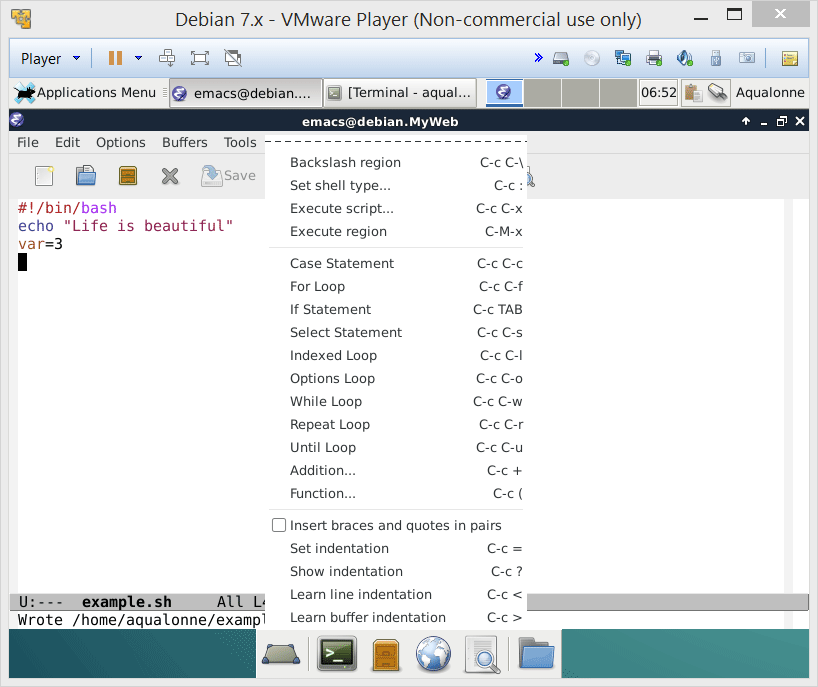 Debian 7.x - VMware Player (Non-commercial use only)
Player
Applications Menu
emacs@debian....
[Terminal - aqual...
06:52
Aqualonne
emacs@debian.MyWeb
File Edit Options Buffers Tools
Save
#!/bin/bash
echo "Life is beautiful"
var=3
Backslash region C-c C-\
Set shell type... C-c :
Execute script... C-c C-x
Execute region C-M-x
Case Statement C-c C-c
For Loop C-c C-f
If Statement C-c TAB
Select Statement C-c C-s
Indexed Loop C-c C-l
Options Loop C-c C-o
While Loop C-c C-w
Repeat Loop C-c C-r
Until Loop C-c C-u
Addition... C-c +
Function... C-c (
Insert braces and quotes in pairs
Set indentation C-c =
Show indentation C-c ?
Learn line indentation C-c <
Learn buffer indentation C-c >
U:--- example.sh All L4
Wrote /home/aqualonne/exampl